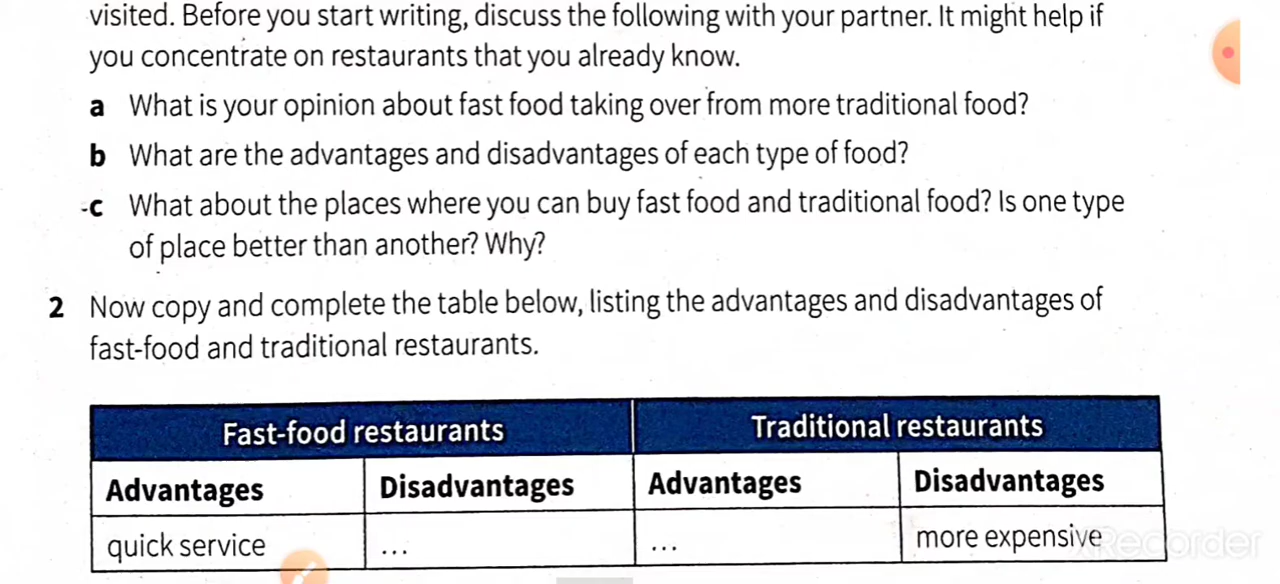 visited. Before you start writing, discuss the following with your partner. It might help if
you concentrate on restaurants that you already know.
a What is your opinion about fast food taking over from more traditional food?
b What are the advantages and disadvantages of each type of food?
-c What about the places where you can buy fast food and traditional food? Is one type
of place better than another? Why?
2 Now copy and complete the table below, listing the advantages and disadvantages of
fast-food and traditional restaurants.
Fast-food restaurants Traditional restaurants
Advantages Disadvantages Advantages Disadvantages
quick service ... ... more expensive
XRecorder